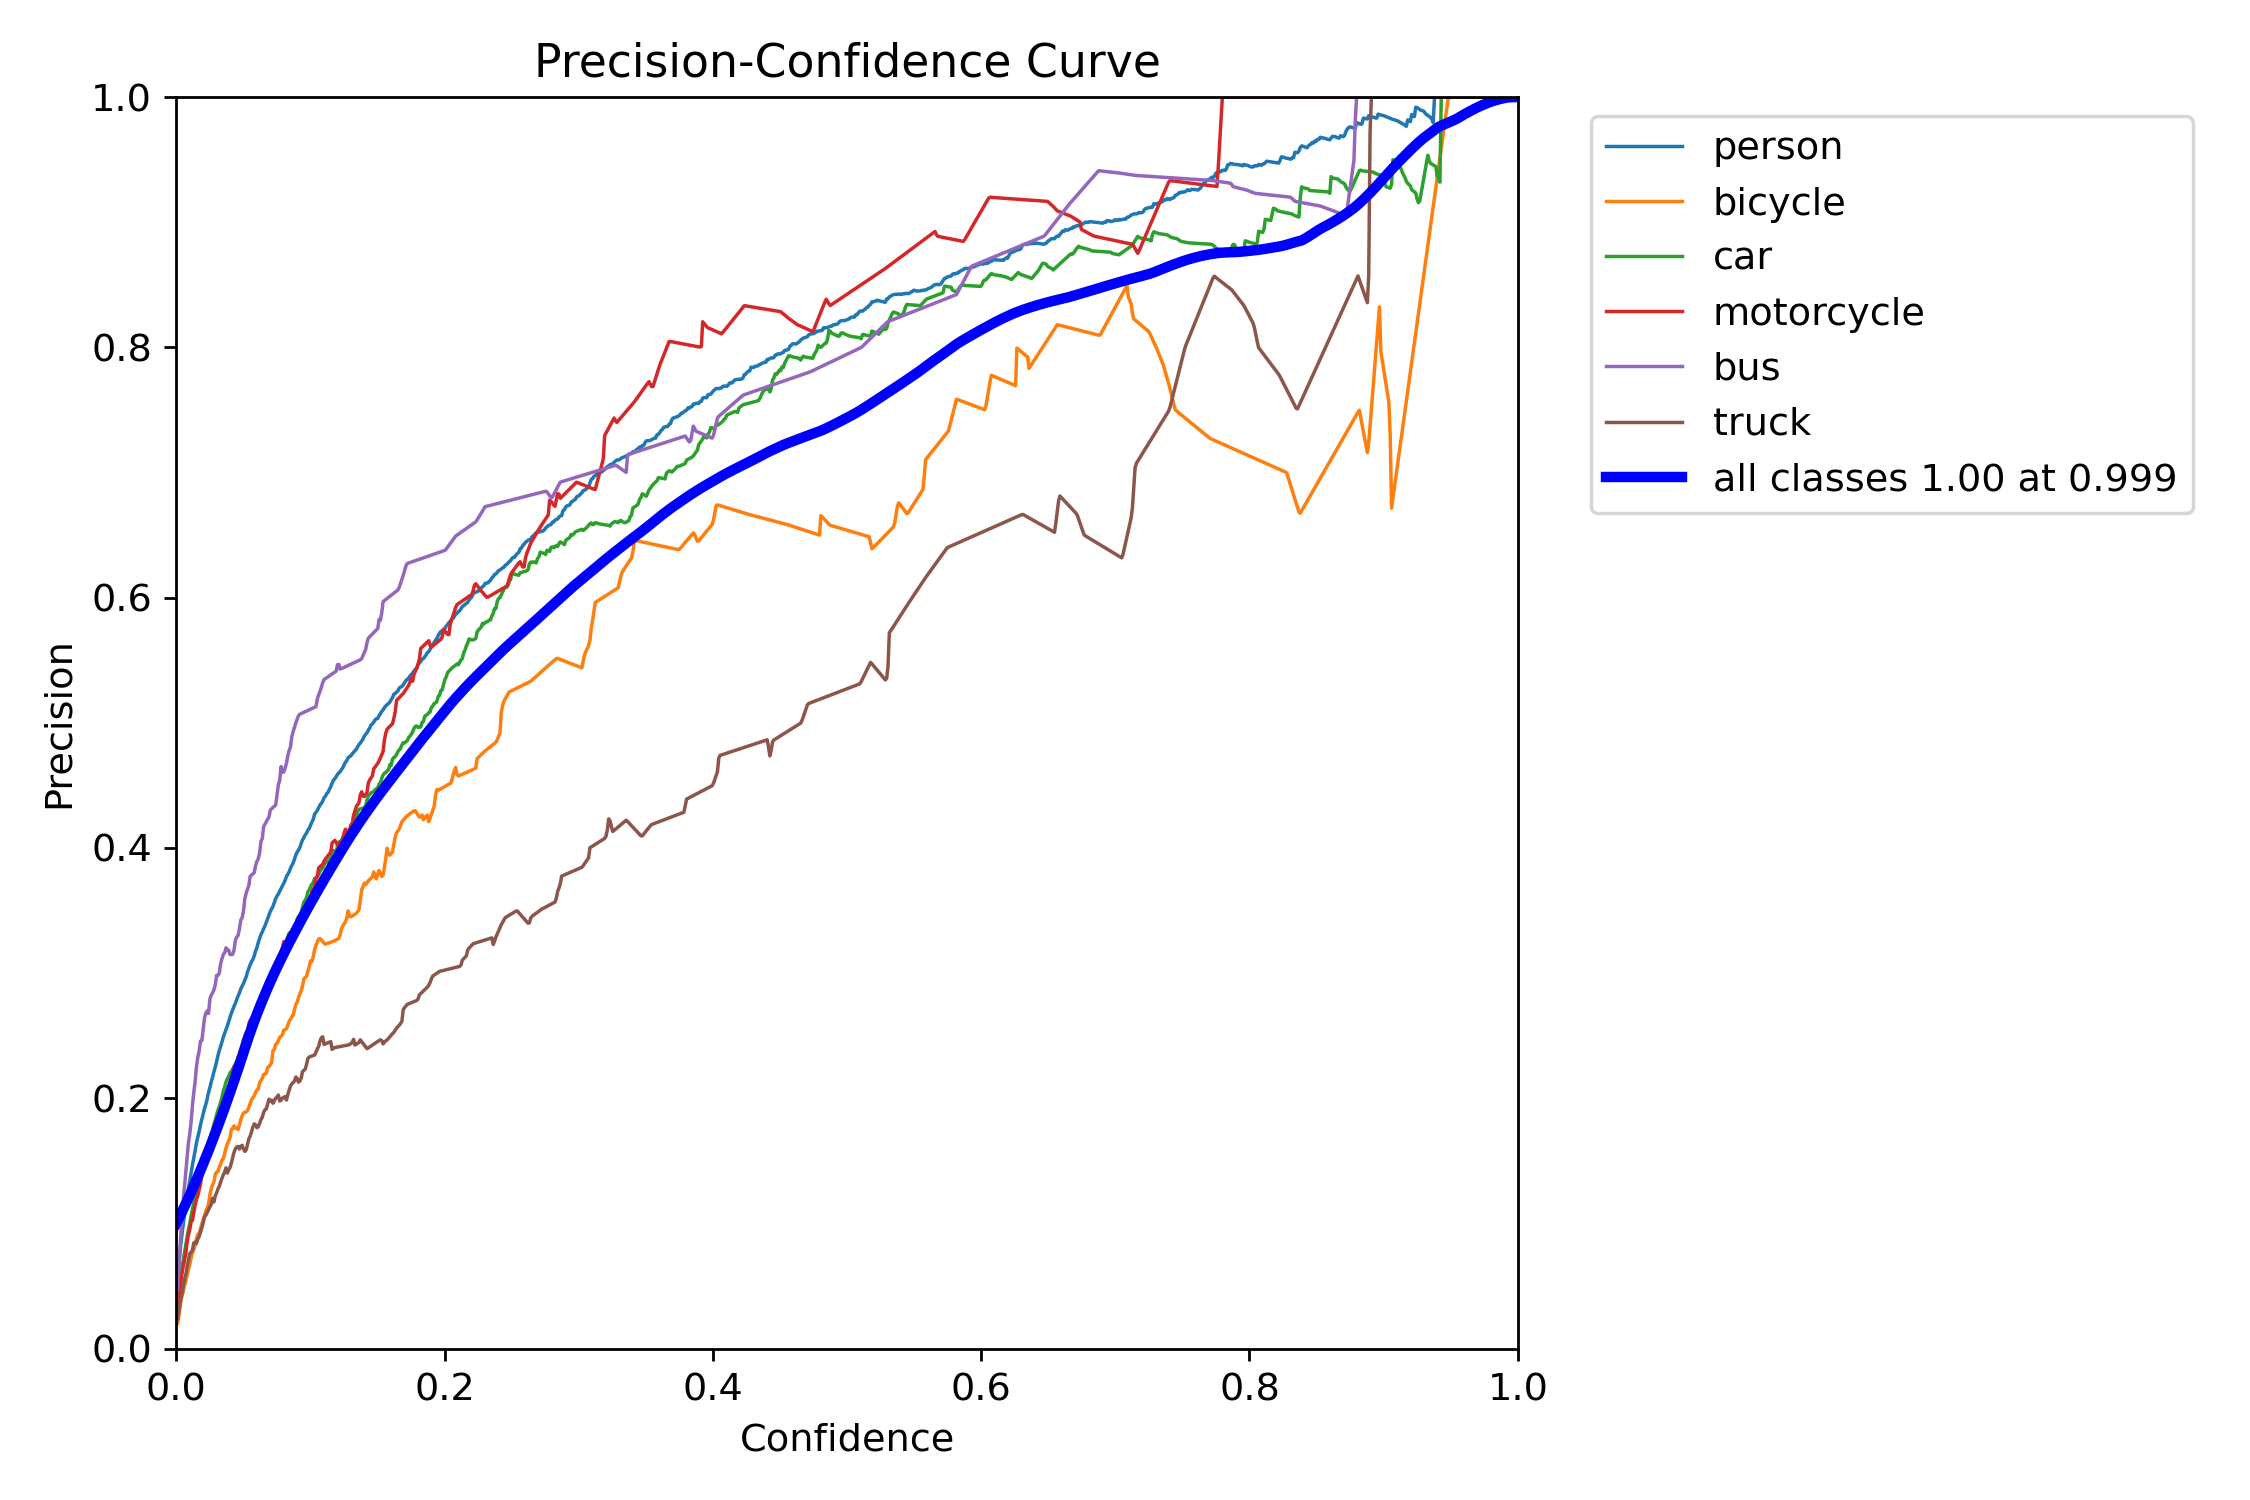 Precision-Confidence Curve
1.0
0.8
0.6
0.4
0.2
0.0
Precision
0.0 0.2 0.4 0.6 0.8 1.0
Confidence
person
bicycle
car
motorcycle
bus
truck
all classes 1.00 at 0.999